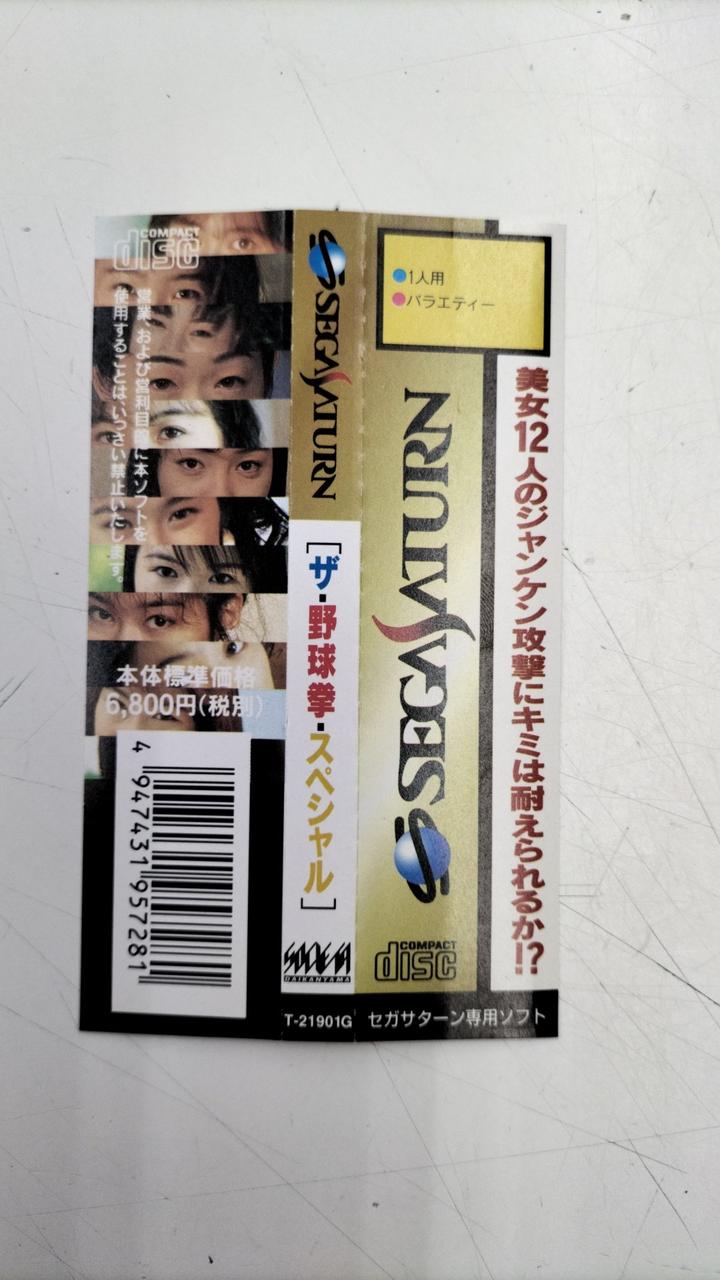 COMPACT
disc
営業、および営利目的に本ソフトを
使用することは、いっさい禁止いたします。
本体標準価格
6,800円(税別)
4 947431 957281
SEGA SATURN
[ザ・野球拳・スペシャル]
DAIKANYAMA
T-21901G
●1人用
●バラエティー
SEGA SATURN
COMPACT
disc
セガサターン専用ソフト
美女12人のジャンケン攻撃にキミは耐えられるか!?